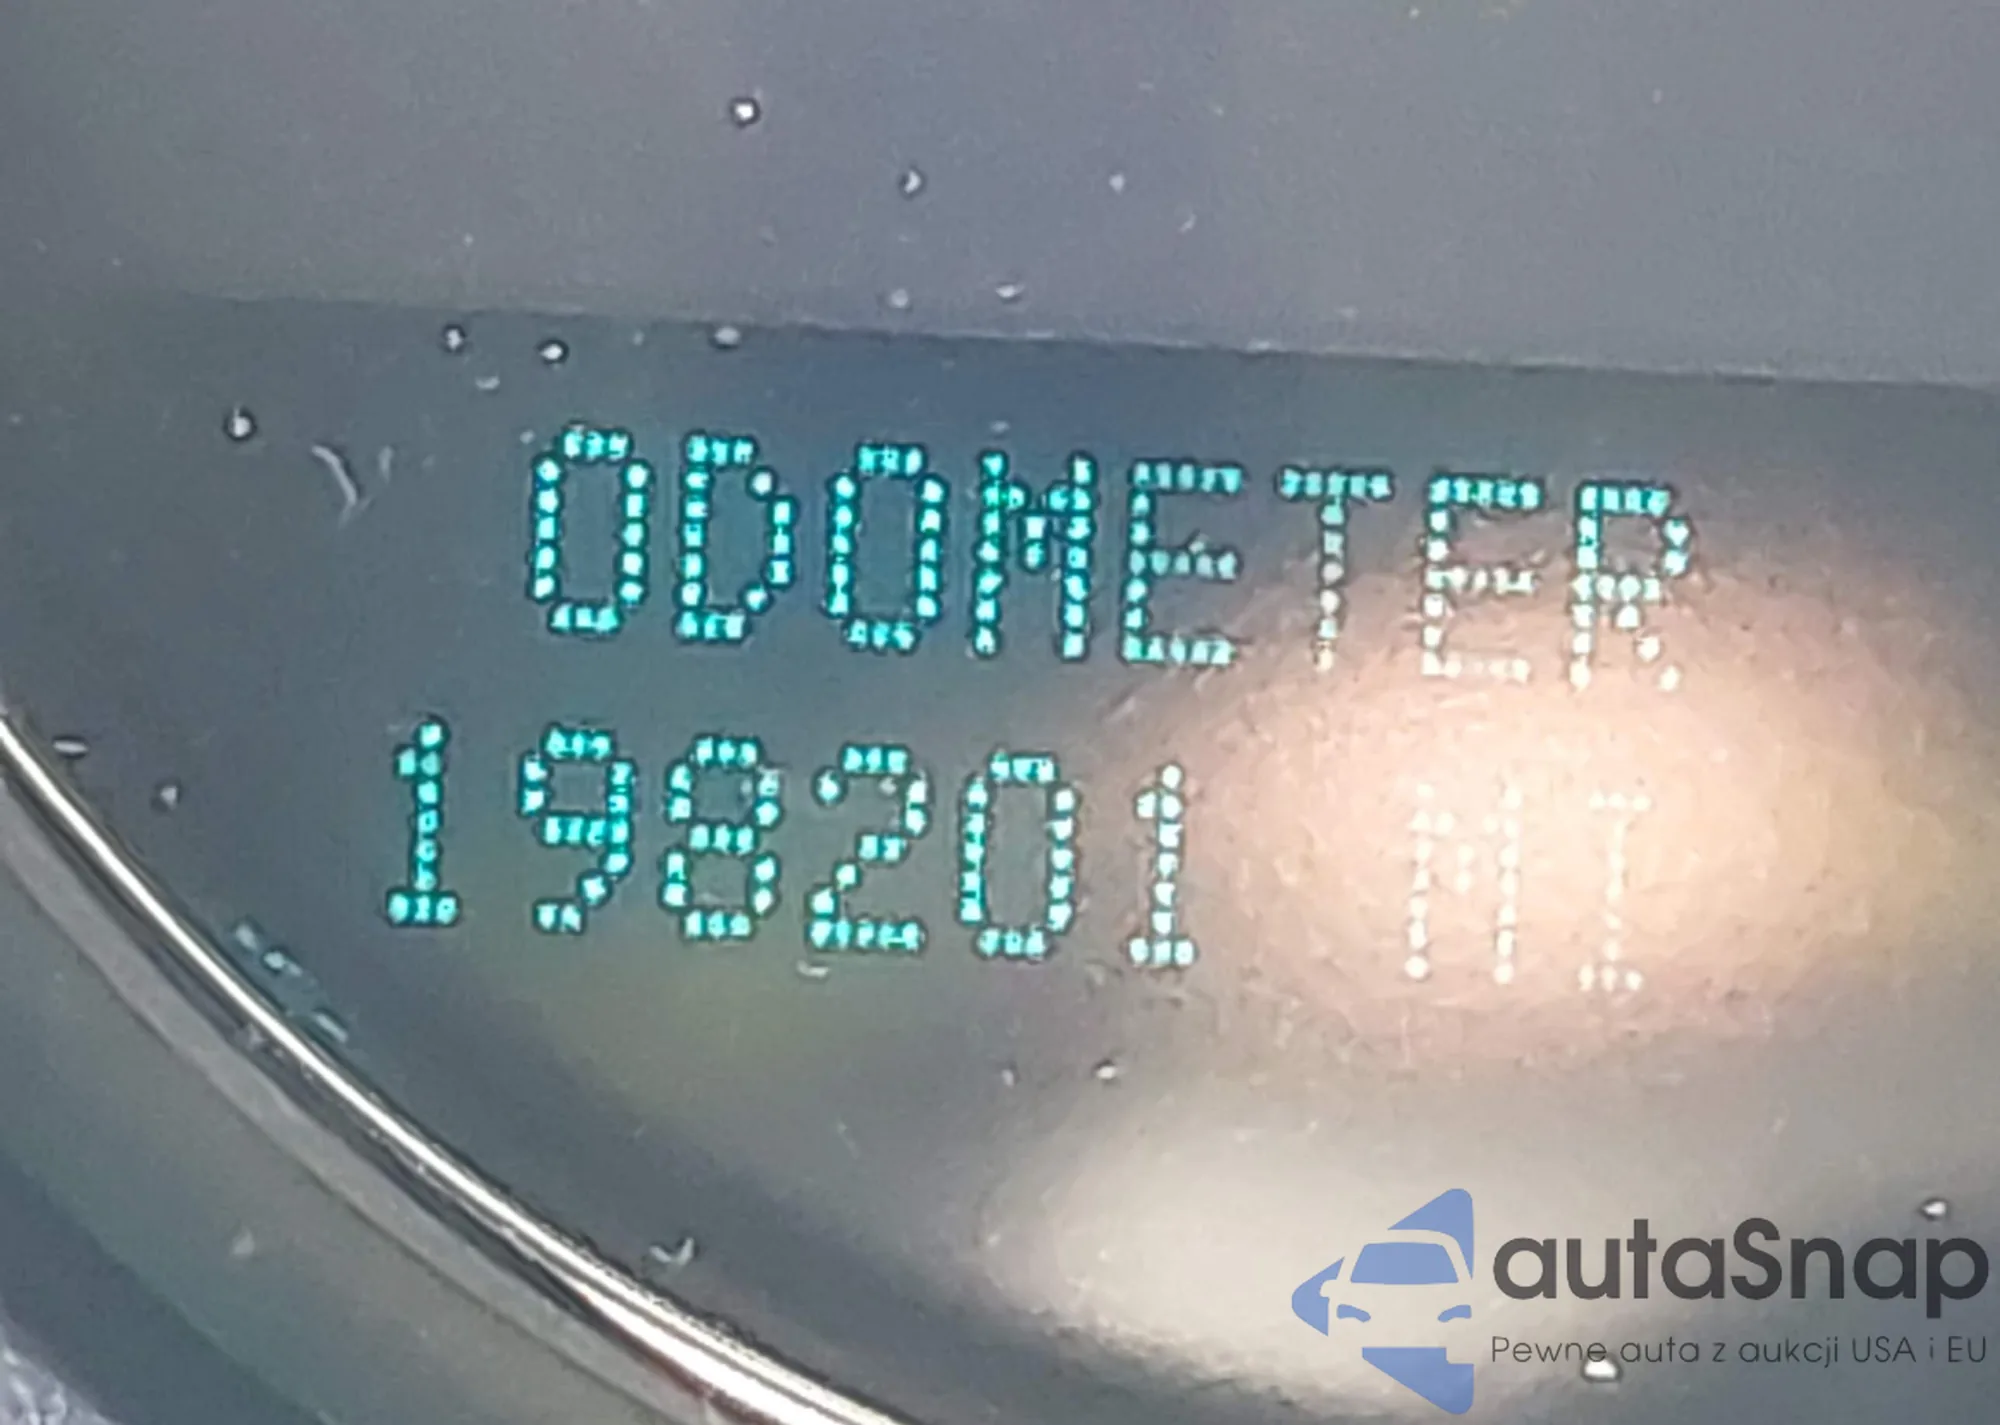 ODOMETER
198201 MI
autaSnap
Pewne auta z aukcji USA i EU